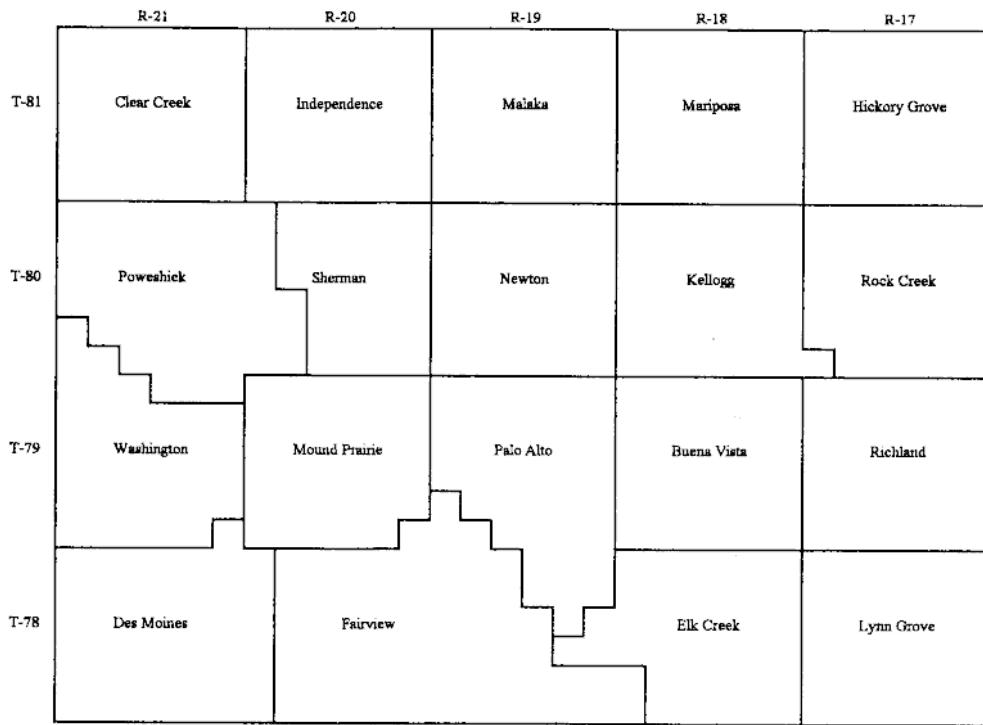 R-21 R-20 R-19 R-18 R-17
T-81 Clear Creek Independence Malaka Mariposa Hickory Grove
T-80 Poweshick Sherman Newton Kellogg Rock Creek
T-79 Washington Mound Prairie Palo Alto Buena Vista Richland
T-78 Des Moines Fairview Elk Creek Lynn Grove